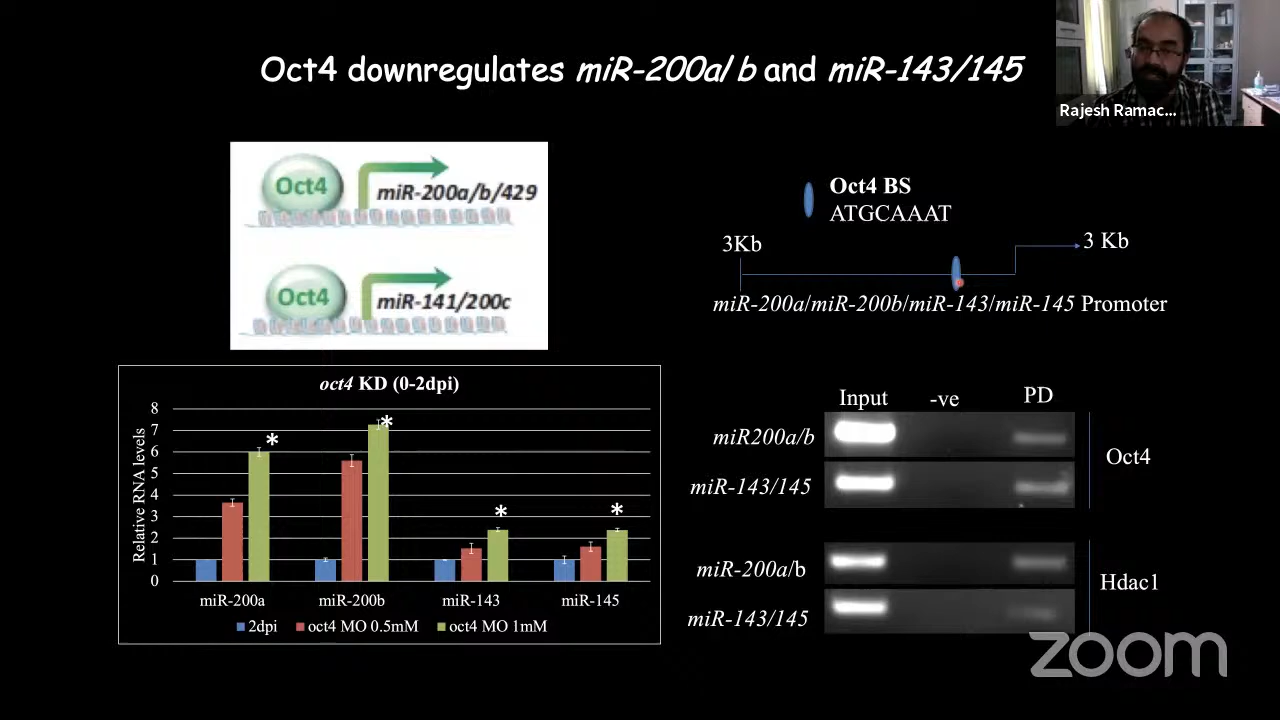 Oct4 downregulates miR-200a/b and miR-143/145
Rajesh Ramac...
Oct4
miR-200a/b/429
Oct4
miR-141/200c
Oct4 BS
ATGCAAAT
3Kb
3 Kb
miR-200a/miR-200b/miR-143/miR-145 Promoter
oct4 KD (0-2dpi)
Relative RNA levels
8
7
6
5
4
3
2
1
0
* * * *
miR-200a miR-200b miR-143 miR-145
2dpi oct4 MO 0.5mM oct4 MO 1mM
Input -ve PD
miR200a/b
miR-143/145
Oct4
miR-200a/b
miR-143/145
Hdac1
zoom